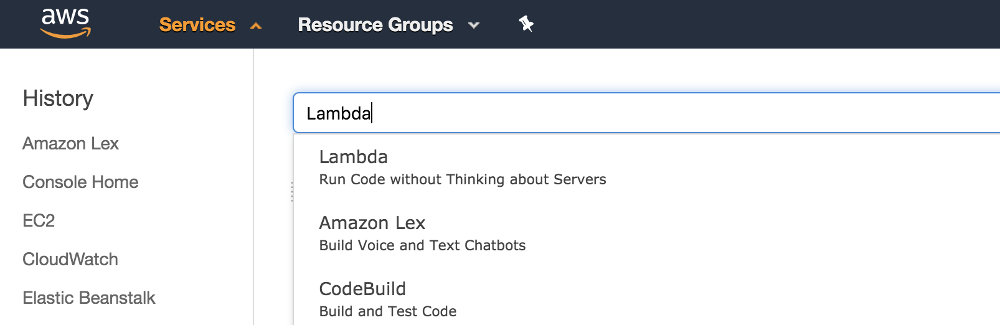 aws
Services
Resource Groups
History
Amazon Lex
Console Home
EC2
CloudWatch
Elastic Beanstalk
Lambda
Lambda
Run Code without Thinking about Servers
Amazon Lex
Build Voice and Text Chatbots
CodeBuild
Build and Test Code